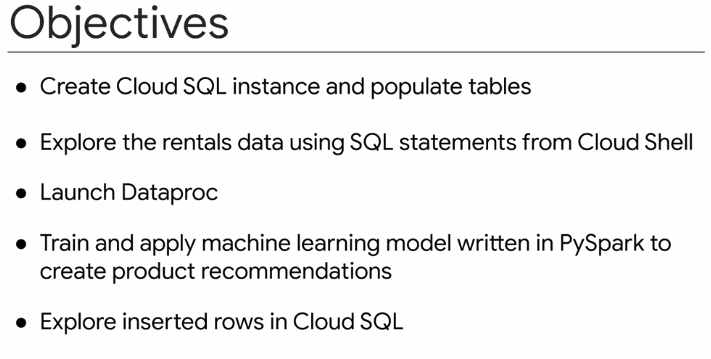 Objectives
● Create Cloud SQL instance and populate tables
● Explore the rentals data using SQL statements from Cloud Shell
● Launch Dataproc
● Train and apply machine learning model written in PySpark to
create product recommendations
● Explore inserted rows in Cloud SQL